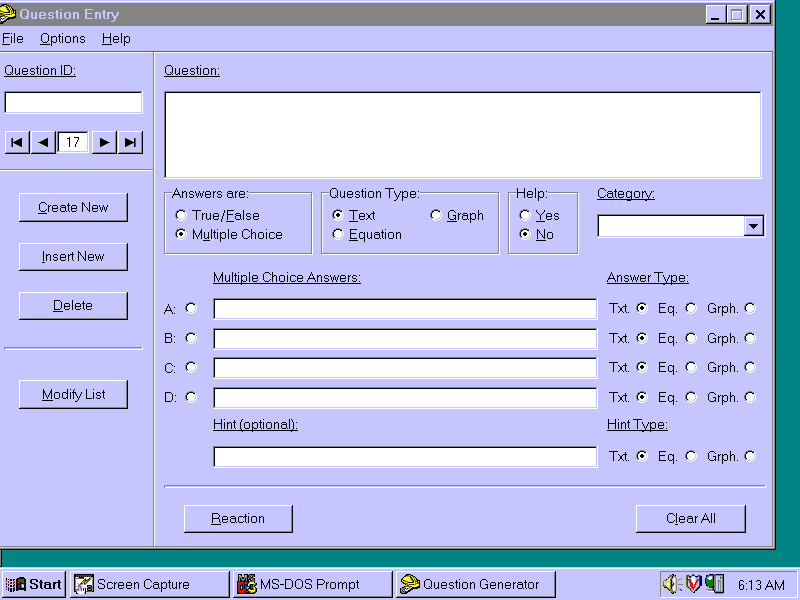 Question Entry
File Options Help
Question ID:
Question:
17
Answers are:
True/False
Multiple Choice
Question Type:
Text
Graph
Equation
Help:
Yes
No
Category:
Create New
Insert New
Delete
Modify List
Multiple Choice Answers:
Answer Type:
A: Txt. Eq. Grph.
B: Txt. Eq. Grph.
C: Txt. Eq. Grph.
D: Txt. Eq. Grph.
Hint (optional):
Hint Type:
Txt. Eq. Grph.
Reaction
Clear All
Start Screen Capture MS-DOS Prompt Question Generator 6:13 AM